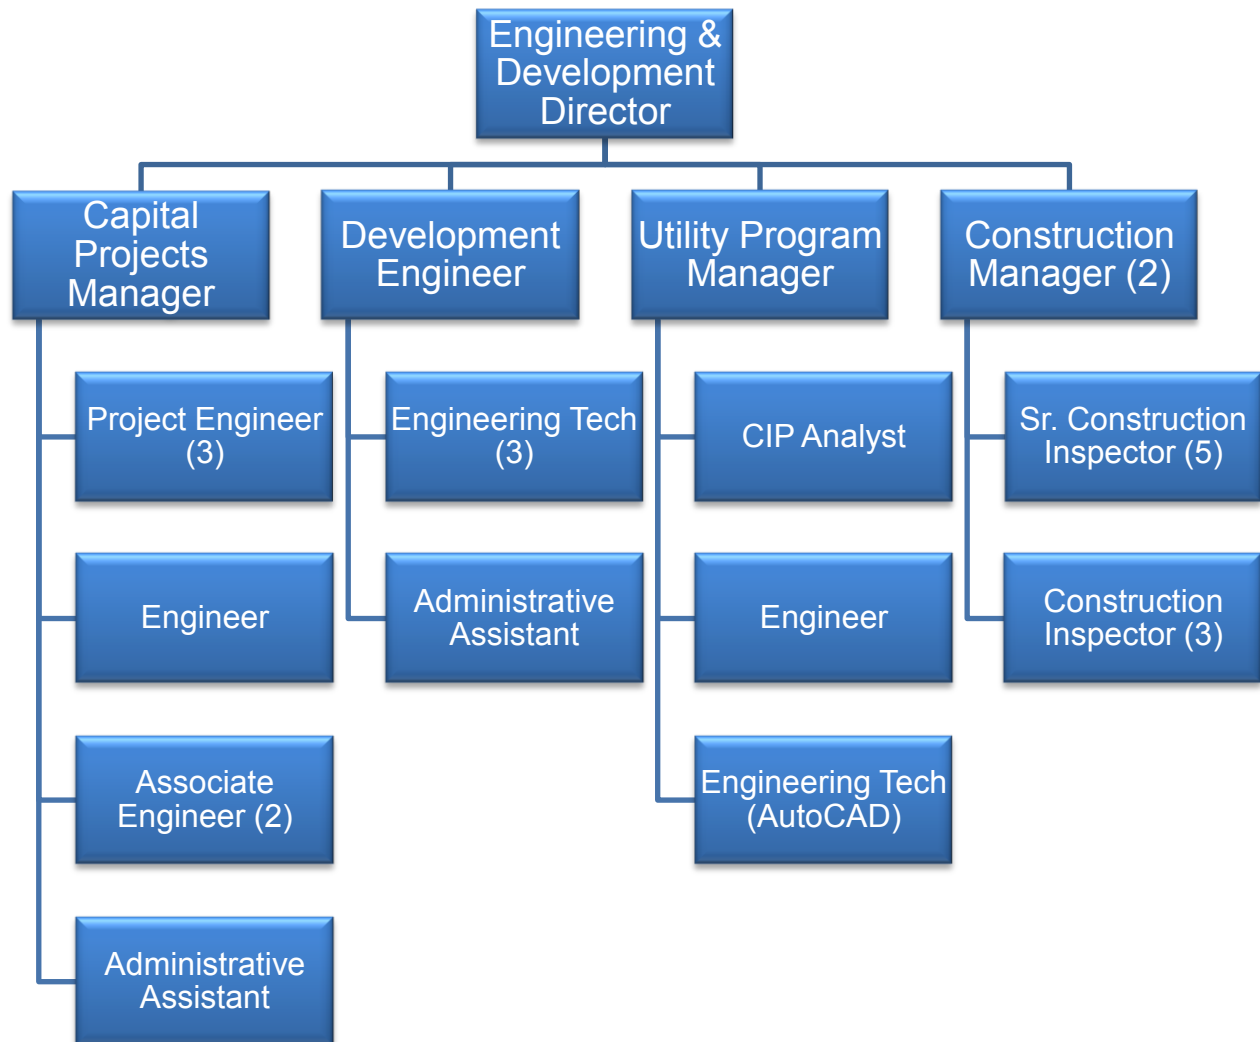 Engineering &
Development
Director
Capital
Projects
Manager
Development
Engineer
Utility Program
Manager
Construction
Manager (2)
Project Engineer
(3)
Engineering Tech
(3)
CIP Analyst
Sr. Construction
Inspector (5)
Engineer
Administrative
Assistant
Engineer
Construction
Inspector (3)
Associate
Engineer (2)
Engineering Tech
(AutoCAD)
Administrative
Assistant